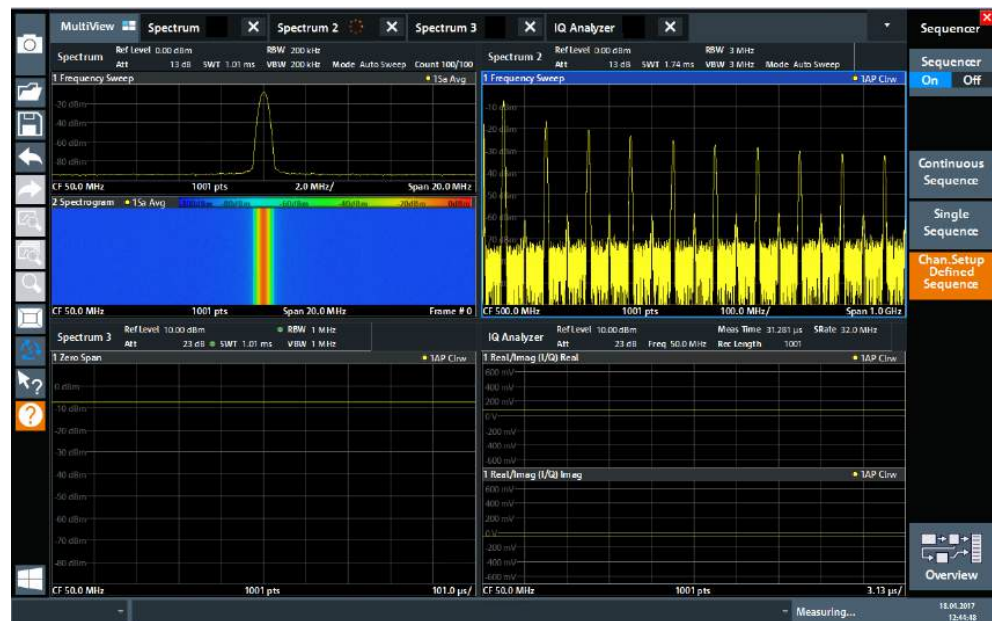 MultiView Spectrum X Spectrum 2 X Spectrum 3 X IQ Analyzer X
Sequencer
Spectrum Ref Level 0.00 dBm RBW 200 kHz
Att 13 dB SWT 1.01 ms VBW 200 kHz Mode Auto Sweep Count 100/100
1 Frequency Sweep 1Sa Avg
-20 dBm
-40 dBm
-60 dBm
-80 dBm
CF 50.0 MHz 1001 pts 2.0 MHz/ Span 20.0 MHz
2 Spectrogram 1Sa Avg -80dBm -60dBm -40dBm -20dBm 0dBm
CF 50.0 MHz 1001 pts Span 20.0 MHz Frame # 0
Spectrum 2 Ref Level 0.00 dBm RBW 3 MHz
Att 13 dB SWT 1.74 ms VBW 3 MHz Mode Auto Sweep
1 Frequency Sweep 1AP Clrw
-10 dBm
CF 500.0 MHz 1001 pts 100.0 MHz/ Span 1.0 GHz
Spectrum 3 Ref Level 10.00 dBm RBW 1 MHz
Att 23 dB SWT 1.01 ms VBW 1 MHz
1 Zero Span 1AP Clrw
0 dBm
-10 dBm
-30 dBm
-40 dBm
-50 dBm
-60 dBm
-70 dBm
-80 dBm
CF 50.0 MHz 1001 pts 101.0 µs/
IQ Analyzer Ref Level 10.00 dBm Meas Time 31.281 µs SRate 32.0 MHz
Att 23 dB Freq 50.0 MHz Rec Length 1001
1 Real/Imag (I/Q) Real 1AP Clrw
600 mV
400 mV
200 mV
0 V
-200 mV
-400 mV
-600 mV
1 Real/Imag (I/Q) Imag 1AP Clrw
600 mV
400 mV
200 mV
0 V
-200 mV
-400 mV
-600 mV
CF 50.0 MHz 1001 pts 3.13 µs/
Sequencer
On Off
Continuous
Sequence
Single
Sequence
Chan.Setup
Defined
Sequence
Overview
Measuring...
18.04.2017
12:44:48